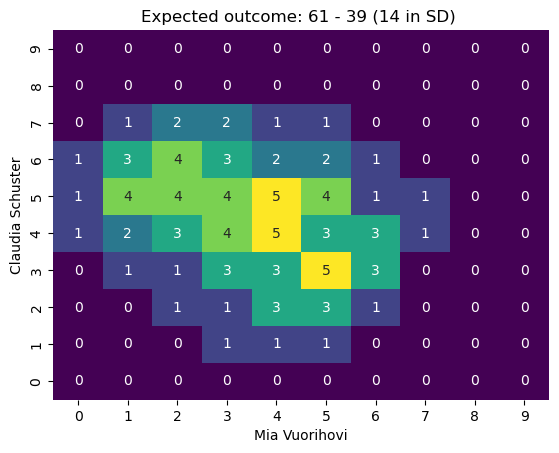 Expected outcome: 61 - 39 (14 in SD)
9 0 0 0 0 0 0 0 0 0 0
8 0 0 0 0 0 0 0 0 0 0
7 0 1 2 2 1 1 0 0 0 0
6 1 3 4 3 2 2 1 0 0 0
5 1 4 4 4 5 4 1 1 0 0
4 1 2 3 4 5 3 3 1 0 0
3 0 1 1 3 3 5 3 0 0 0
2 0 0 1 1 3 3 1 0 0 0
1 0 0 0 1 1 1 0 0 0 0
0 0 0 0 0 0 0 0 0 0 0
Claudia Schuster
0 1 2 3 4 5 6 7 8 9
Mia Vuorihovi